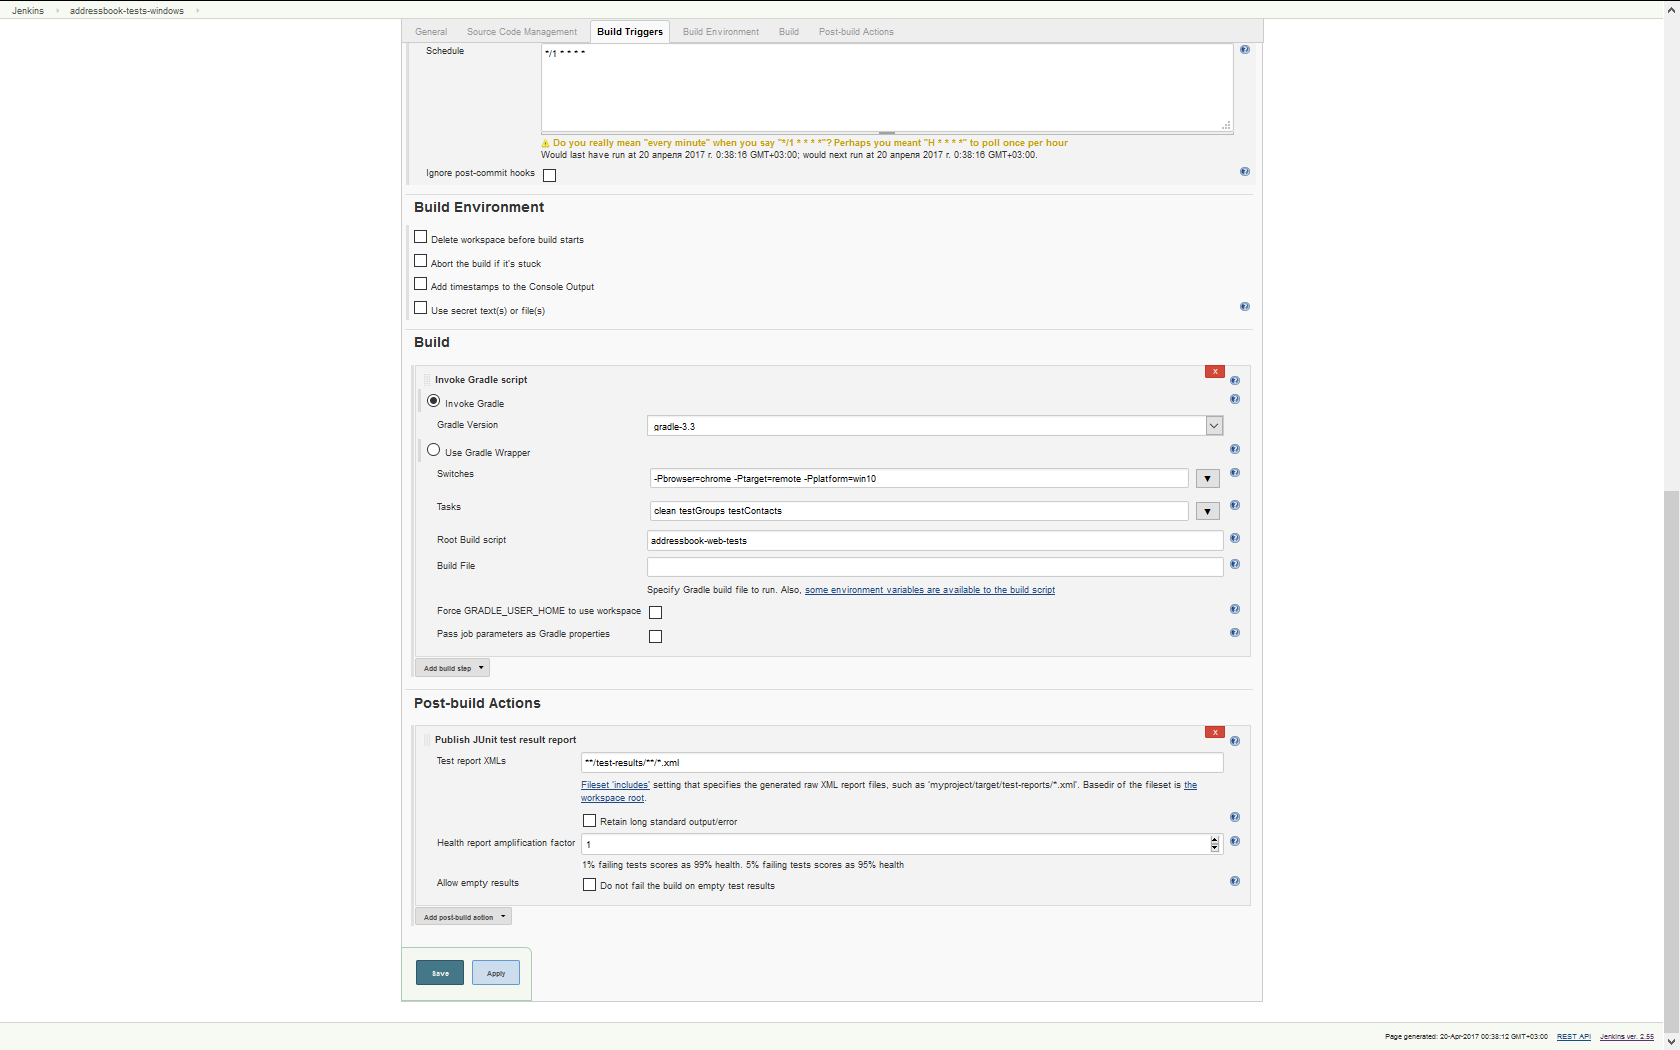 Jenkins addressbook-tests-windows
General Source Code Management Build Triggers Build Environment Build Post-build Actions
Schedule
*/1 * * * *
Do you really mean "every minute" when you say "*/1 * * * *"? Perhaps you meant "H * * * *" to poll once per hour
Would last have run at 20 апреля 2017 г. 0:38:16 GMT+03:00; would next run at 20 апреля 2017 г. 0:38:16 GMT+03:00.
Ignore post-commit hooks
Build Environment
Delete workspace before build starts
Abort the build if it's stuck
Add timestamps to the Console Output
Use secret text(s) or file(s)
Build
X
Invoke Gradle script
Invoke Gradle
Gradle Version
gradle-3.3
Use Gradle Wrapper
Switches
-Pbrowser=chrome -Ptarget=remote -Pplatform=win10
Tasks
clean testGroups testContacts
Root Build script
addressbook-web-tests
Build File
Specify Gradle build file to run. Also, some environment variables are available to the build script
Force GRADLE_USER_HOME to use workspace
Pass job parameters as Gradle properties
Add build step
Post-build Actions
X
Publish JUnit test result report
Test report XMLs
**/test-results/**/*.xml
Fileset 'includes' setting that specifies the generated raw XML report files, such as 'myproject/target/test-reports/*.xml'. Basedir of the fileset is the
workspace root.
Retain long standard output/error
Health report amplification factor
1
1% failing tests scores as 99% health. 5% failing tests scores as 95% health
Allow empty results
Do not fail the build on empty test results
Add post-build action
Save Apply
Page generated: 20-Apr-2017 00:38:12 GMT+03:00 REST API Jenkins ver. 2.55